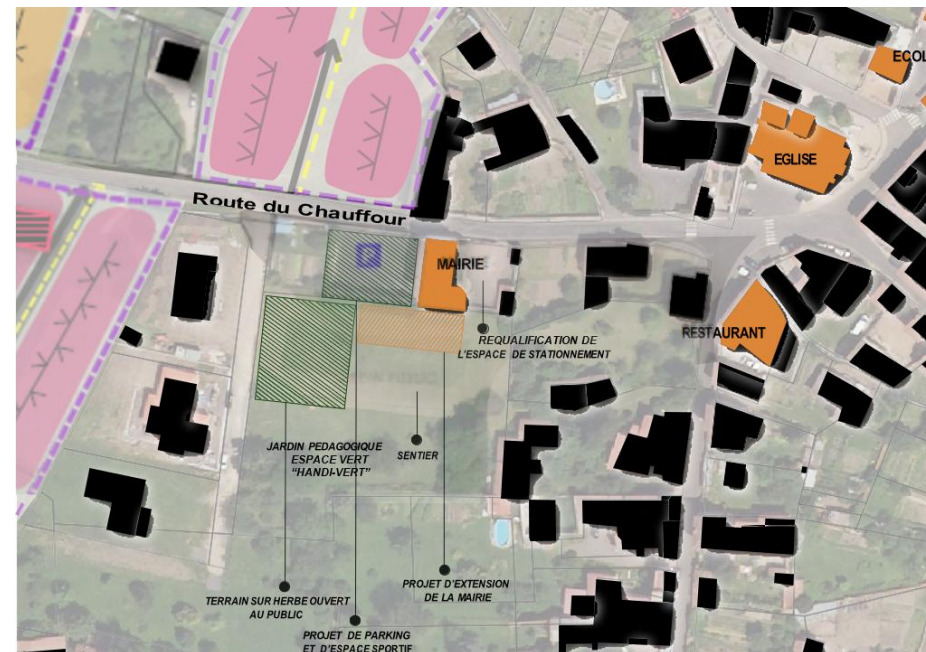 ECOL
EGLISE
Route du Chauffour
P
MAIRIE
RESTAURANT
REQUALIFICATION DE
L'ESPACE DE STATIONNEMENT
JARDIN PEDAGOGIQUE
ESPACE VERT
"HANDI-VERT"
SENTIER
PROJET D'EXTENSION
DE LA MAIRIE
TERRAIN SUR HERBE OUVERT
AU PUBLIC
PROJET DE PARKING
ET D'ESPACE SPORTIF